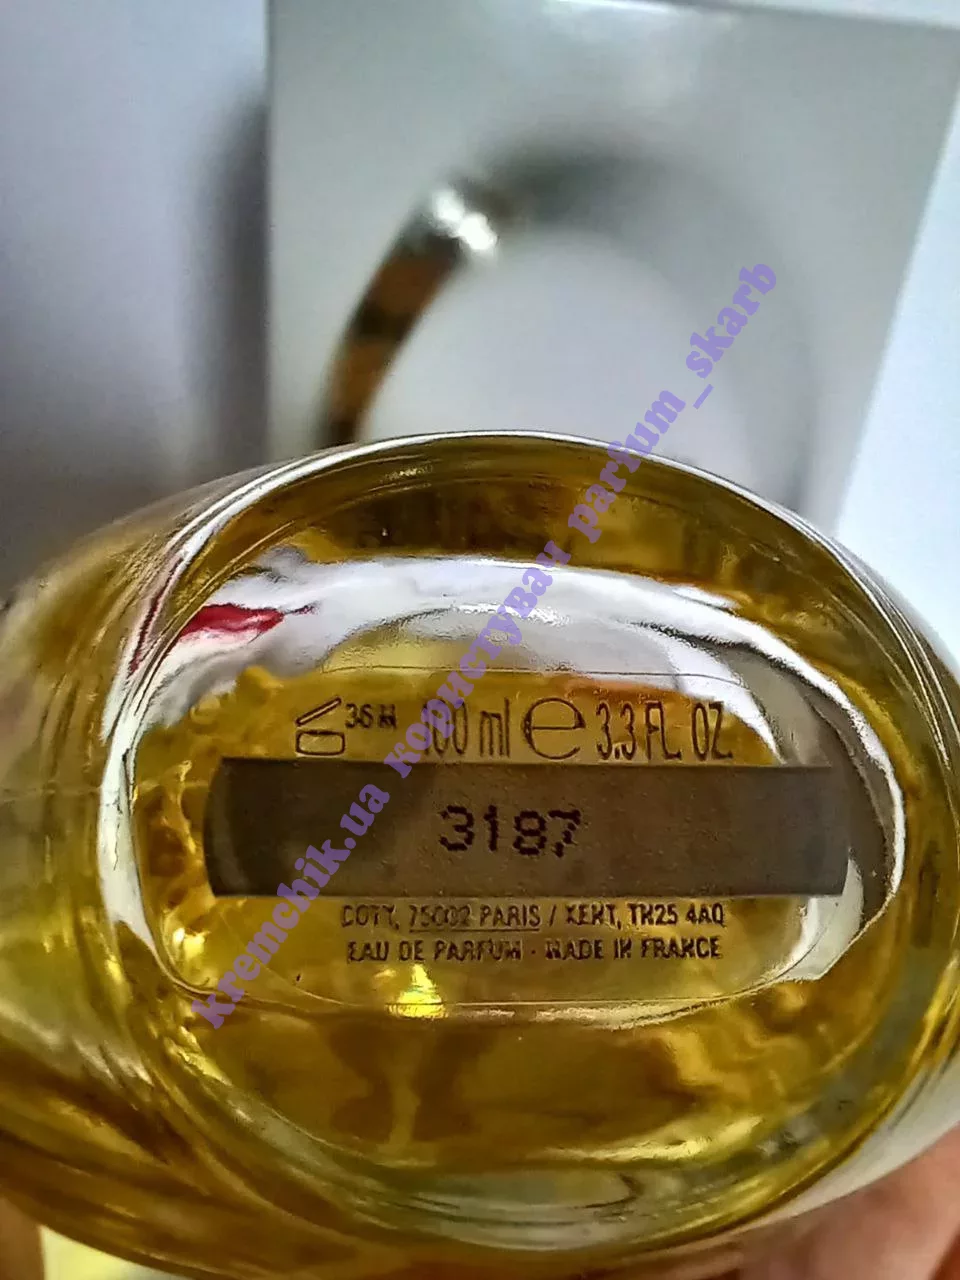 36 M 100 ml ℮ 3.3 FL. OZ.
3187
COTY, 75002 PARIS / KENT, TN25 4AQ
EAU DE PARFUM · MADE IN FRANCE
kremchik.ua користувач parfum_skarb